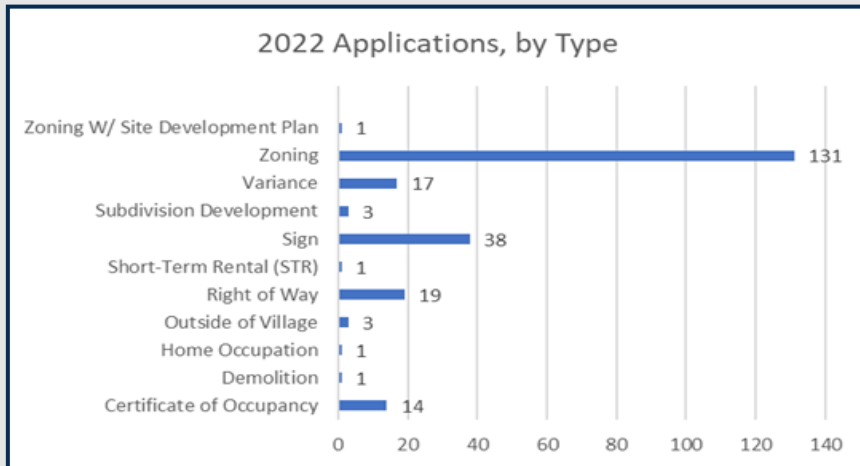 2022 Applications, by Type
Zoning W/ Site Development Plan 1
Zoning 131
Variance 17
Subdivision Development 3
Sign 38
Short-Term Rental (STR) 1
Right of Way 19
Outside of Village 3
Home Occupation 1
Demolition 1
Certificate of Occupancy 14
0 20 40 60 80 100 120 140